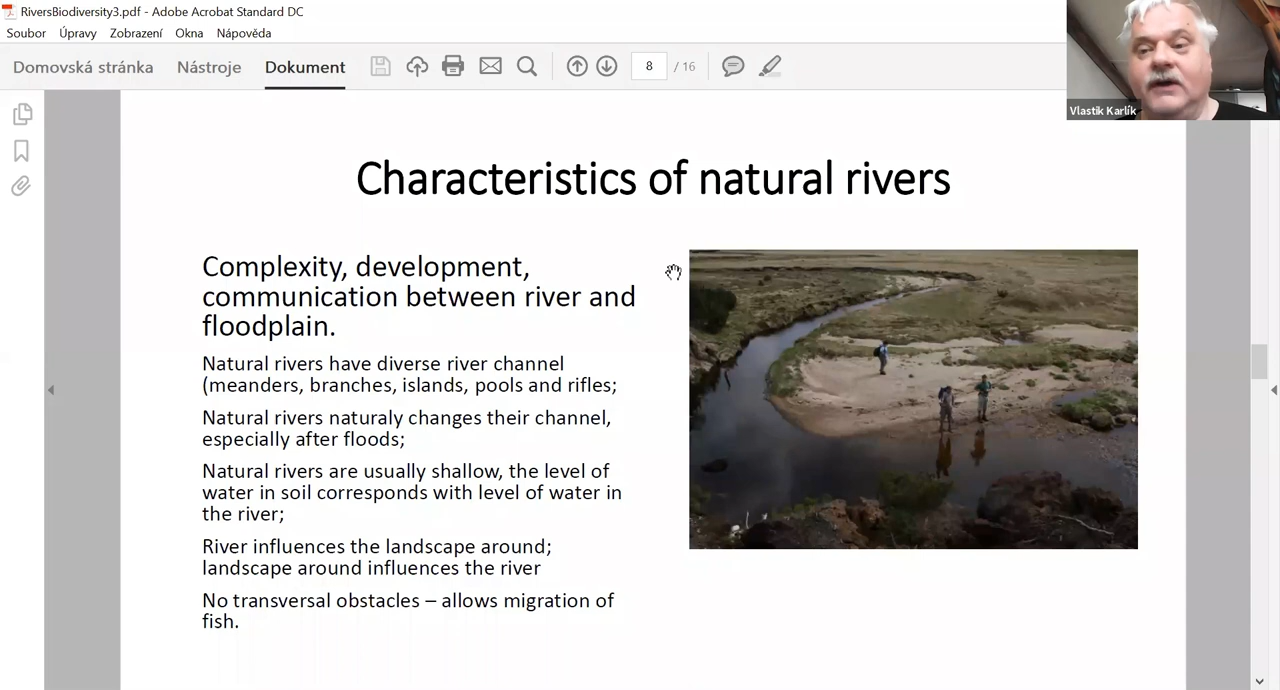 RiversBiodiversity3.pdf - Adobe Acrobat Standard DC
Soubor Úpravy Zobrazení Okna Nápověda
Domovská stránka Nástroje Dokument 8 / 16
Vlastik Karlík
Characteristics of natural rivers
Complexity, development,
communication between river and
floodplain.
Natural rivers have diverse river channel
(meanders, branches, islands, pools and rifles;
Natural rivers naturaly changes their channel,
especially after floods;
Natural rivers are usually shallow, the level of
water in soil corresponds with level of water in
the river;
River influences the landscape around;
landscape around influences the river
No transversal obstacles – allows migration of
fish.